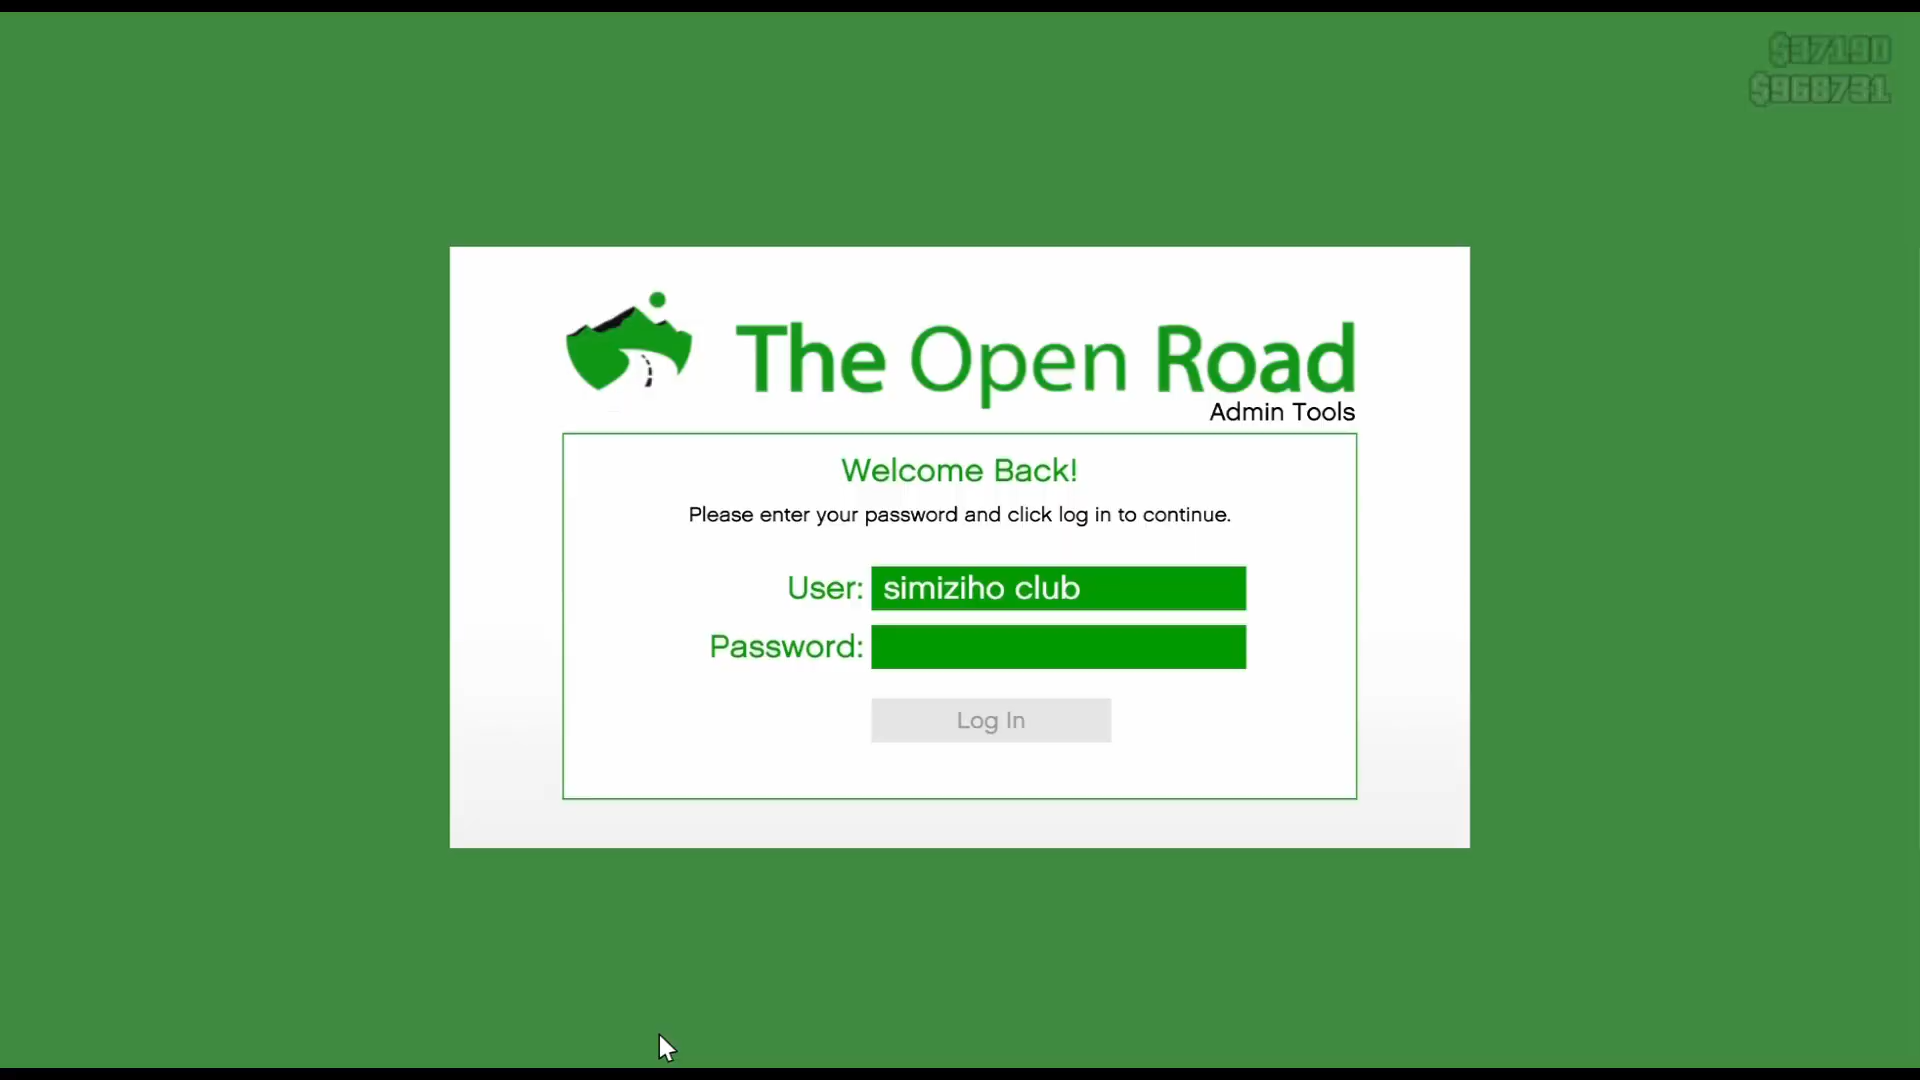 $37190
$968731
The Open Road
Admin Tools
Welcome Back!
Please enter your password and click log in to continue.
User: simiziho club
Password:
Log In